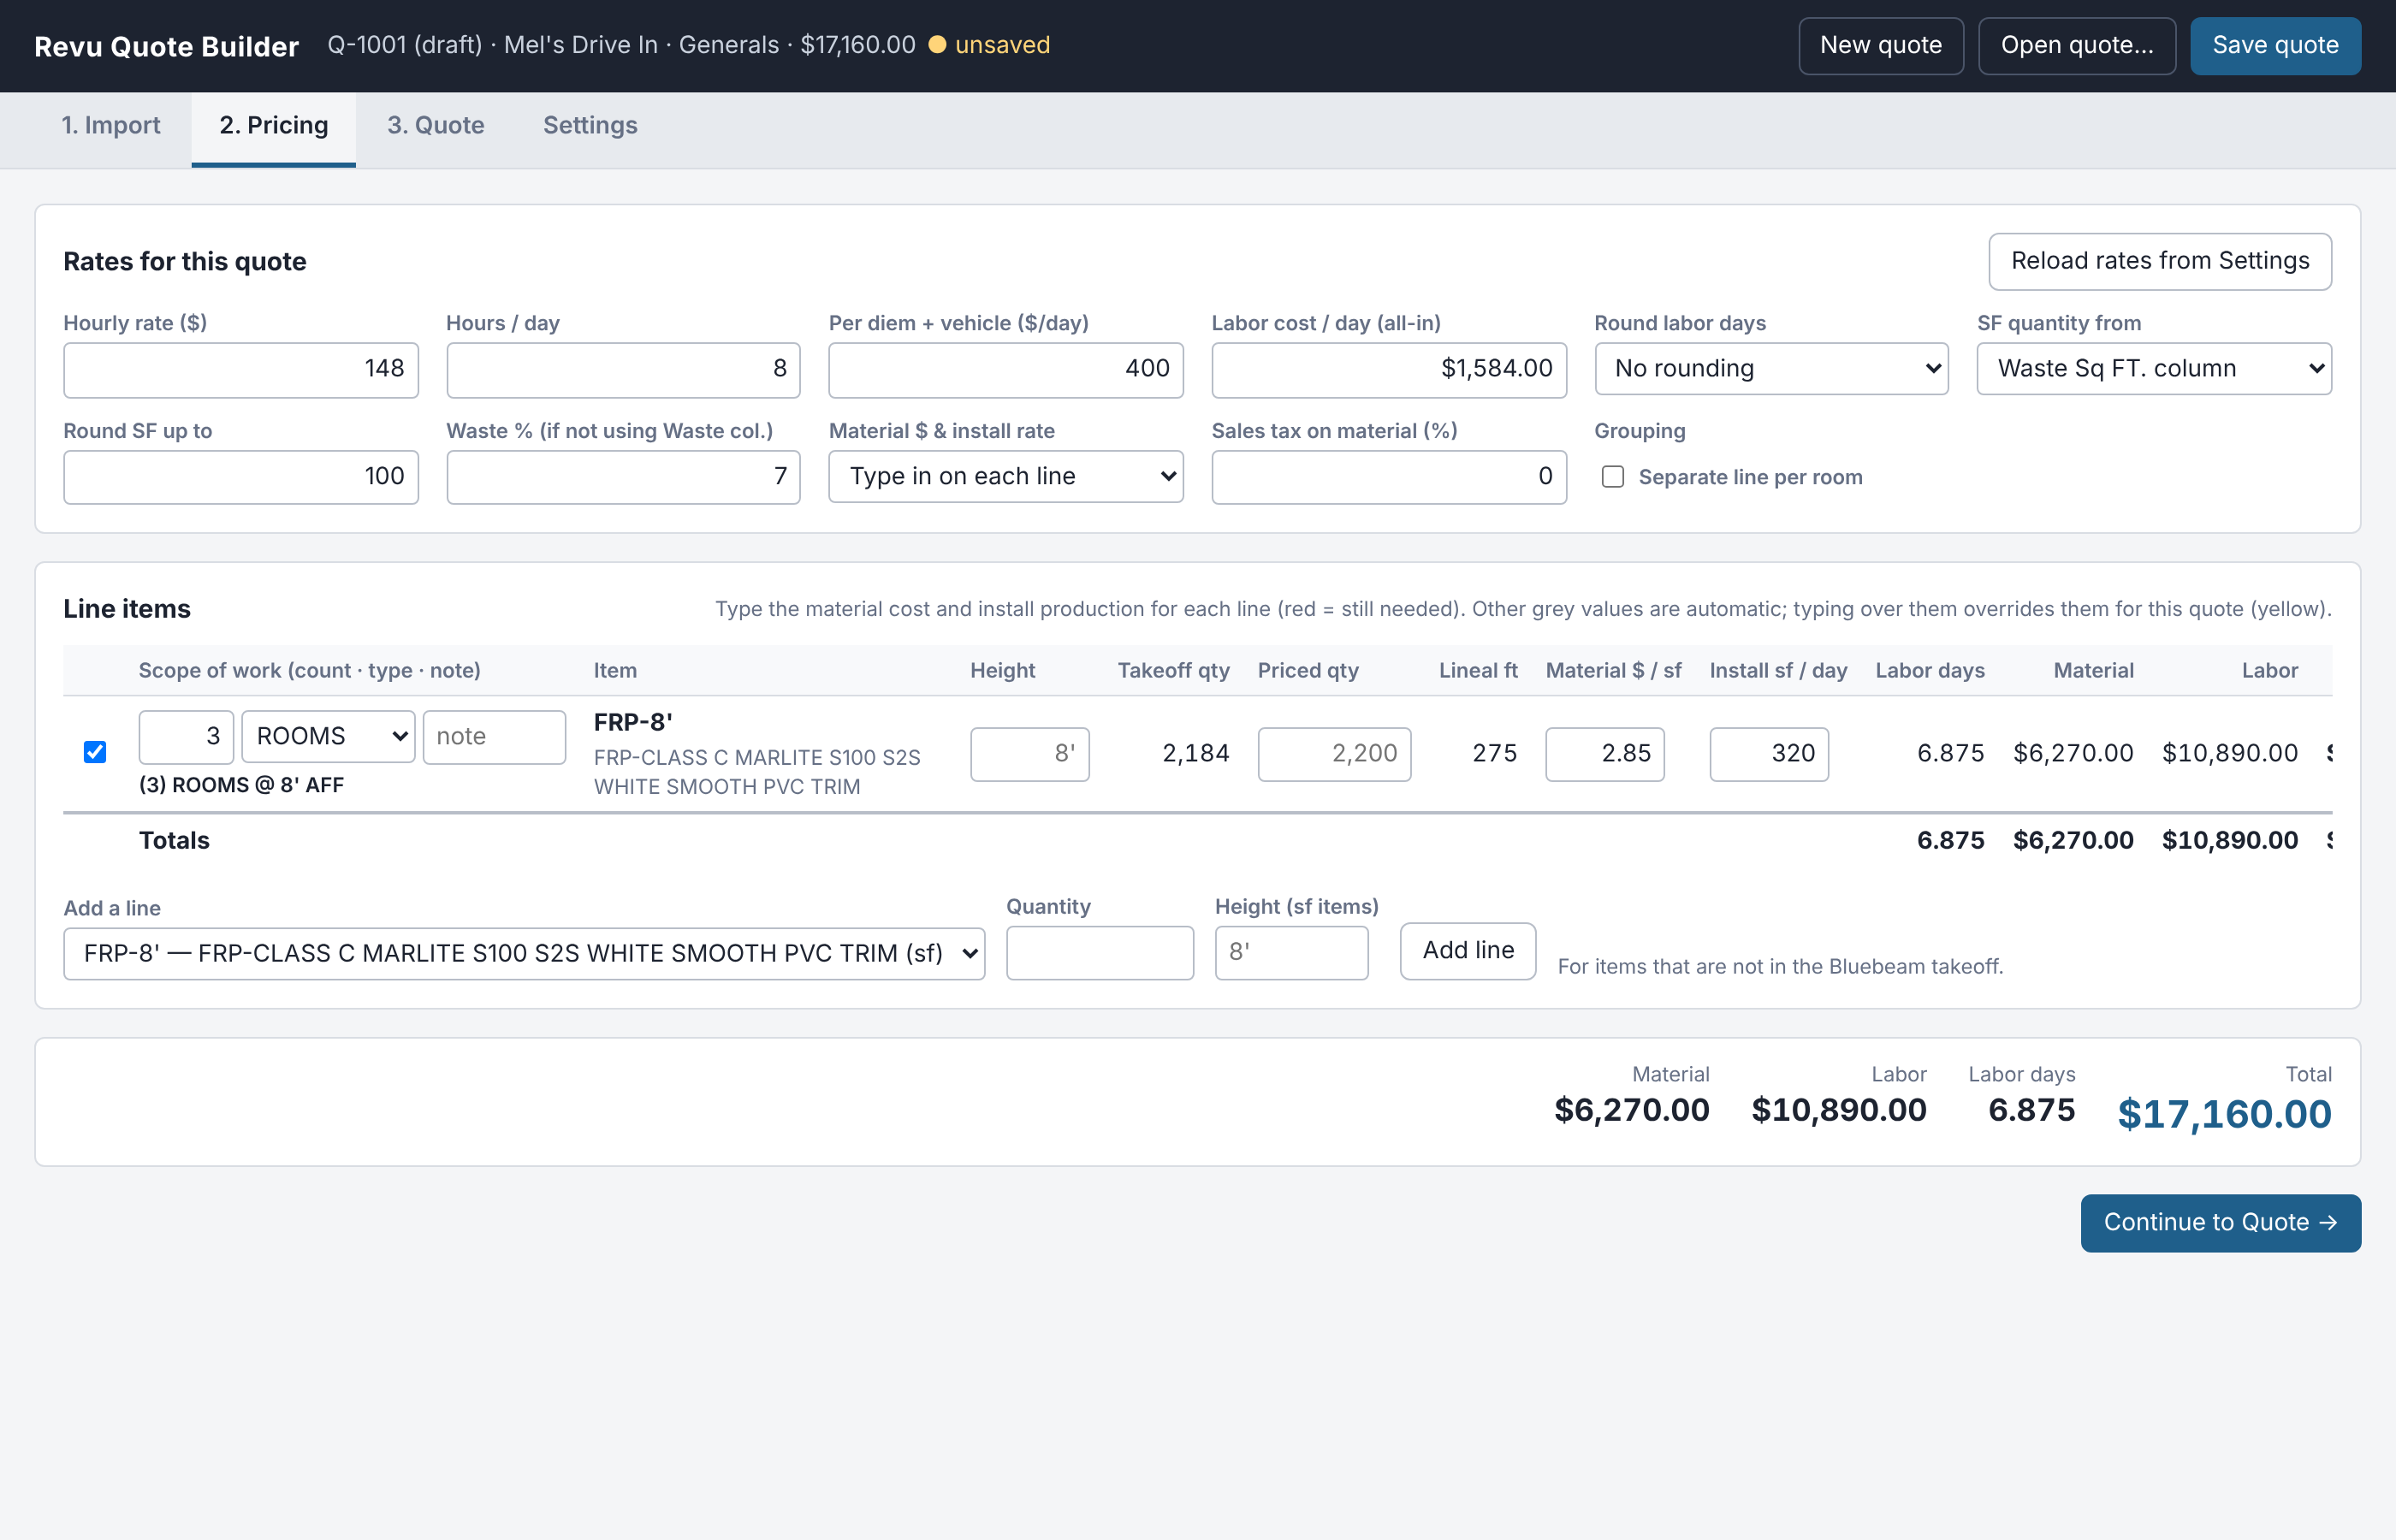 Revu Quote Builder Q-1001 (draft) · Mel's Drive In · Generals · $17,160.00 unsaved New quote Open quote... Save quote
1. Import 2. Pricing 3. Quote Settings
Rates for this quote Reload rates from Settings
Hourly rate ($) Hours / day Per diem + vehicle ($/day) Labor cost / day (all-in) Round labor days SF quantity from
148 8 400 $1,584.00 No rounding Waste Sq FT. column
Round SF up to Waste % (if not using Waste col.) Material $ & install rate Sales tax on material (%) Grouping
100 7 Type in on each line 0 Separate line per room
Line items Type the material cost and install production for each line (red = still needed). Other grey values are automatic; typing over them overrides them for this quote (yellow).
Scope of work (count · type · note) Item Height Takeoff qty Priced qty Lineal ft Material $ / sf Install sf / day Labor days Material Labor
3 ROOMS note FRP-8' 8' 2,184 2,200 275 2.85 320 6.875 $6,270.00 $10,890.00
FRP-CLASS C MARLITE S100 S2S
(3) ROOMS @ 8' AFF WHITE SMOOTH PVC TRIM
Totals 6.875 $6,270.00 $10,890.00
Add a line Quantity Height (sf items)
FRP-8' — FRP-CLASS C MARLITE S100 S2S WHITE SMOOTH PVC TRIM (sf) 8' Add line For items that are not in the Bluebeam takeoff.
Material Labor Labor days Total
$6,270.00 $10,890.00 6.875 $17,160.00
Continue to Quote →